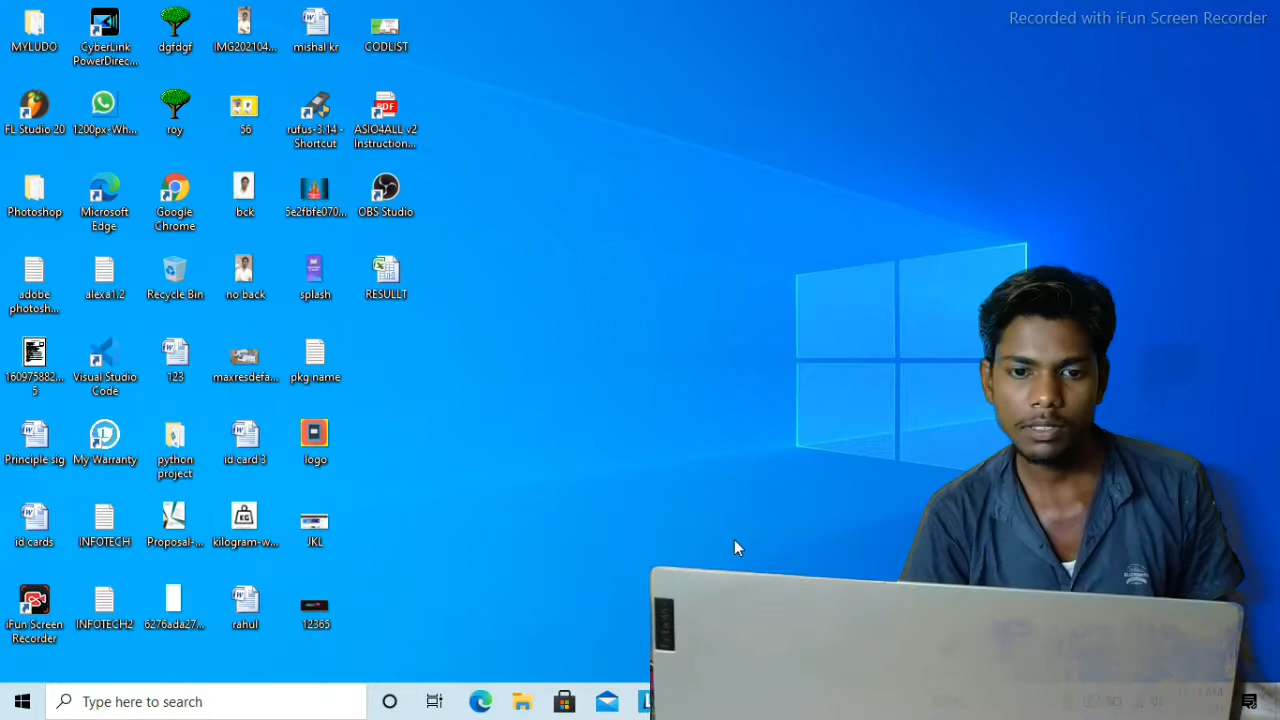 Recorded with iFun Screen Recorder
MYLUDO
CyberLink
PowerDirec...
dgfdgf
IMG202104...
mishal kr
CODLIST
FL Studio 20
1200px-Wh...
roy
56
rufus-3.14 -
Shortcut
ASIO4ALL v2
Instruction...
Photoshop
Microsoft
Edge
Google
Chrome
bck
5e2fbfe070...
OBS Studio
adobe
photosh...
alexa1.2
Recycle Bin
no back
splash
RESULLT
160975882...
5
Visual Studio
Code
123
maxresdefa...
pkg name
Principle sig
My Warranty
python
project
id card 3
logo
id cards
INFOTECH
Proposal-...
kilogram-w...
JKL
iFun Screen
Recorder
INFOTECH2
6276ada27...
rahul
12365
Type here to search